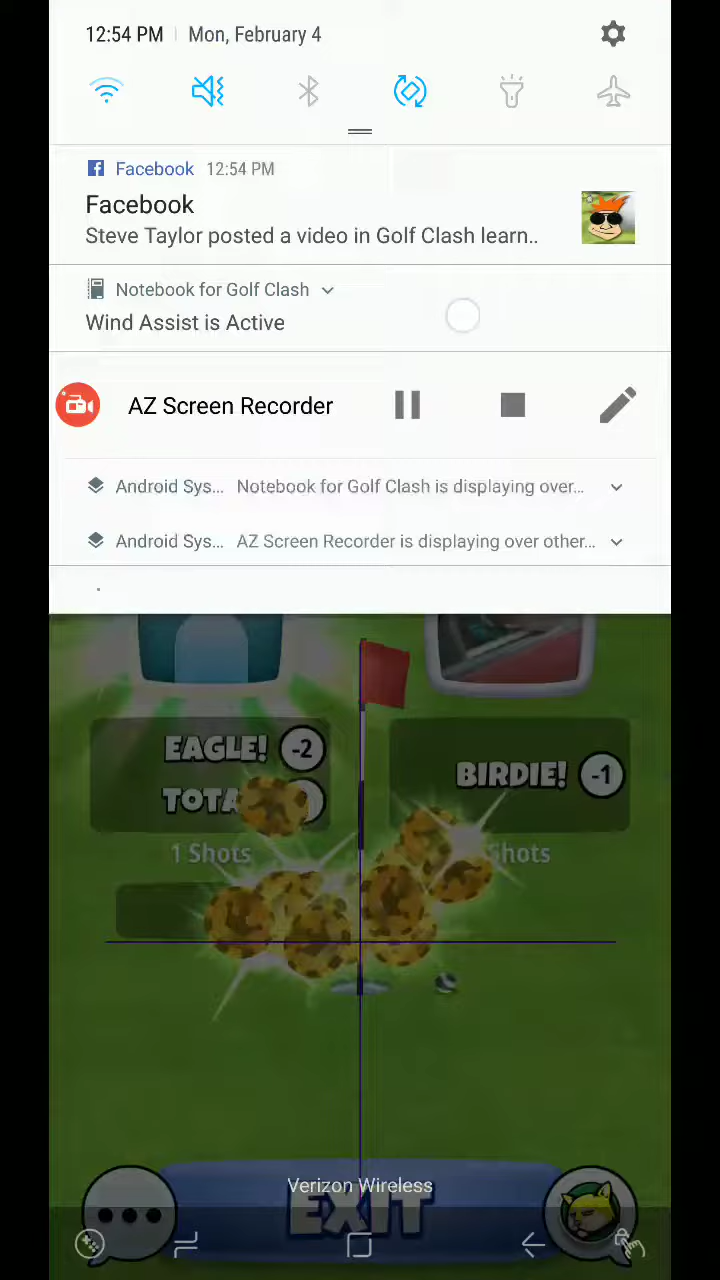 12:54 PM Mon, February 4
Facebook 12:54 PM
Facebook
Steve Taylor posted a video in Golf Clash learn..
Notebook for Golf Clash
Wind Assist is Active
AZ Screen Recorder
Android Sys... Notebook for Golf Clash is displaying over...
Android Sys... AZ Screen Recorder is displaying over other...
EAGLE! -2
BIRDIE! -1
1 Shots
Verizon Wireless
EXIT